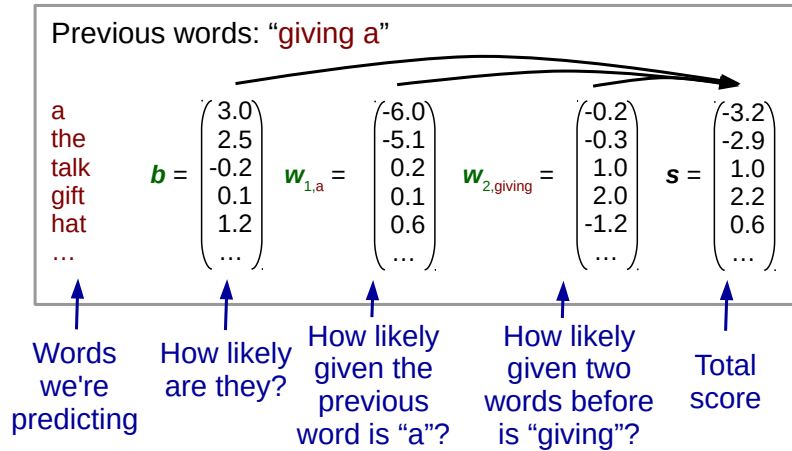 Previous words: “giving a”
a
the
talk
gift
hat
…
b =
3.0
2.5
-0.2
0.1
1.2
…
w1,a =
-6.0
-5.1
0.2
0.1
0.6
…
w2,giving =
-0.2
-0.3
1.0
2.0
-1.2
…
s =
-3.2
-2.9
1.0
2.2
0.6
…
Words
we're
predicting
How likely
are they?
How likely
given the
previous
word is “a”?
How likely
given two
words before
is “giving”?
Total
score